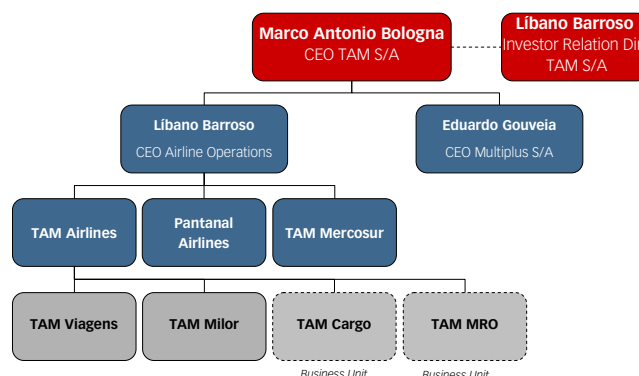 Marco Antonio Bologna
CEO TAM S/A
Líbano Barroso
Investor Relation Dir
TAM S/A
Líbano Barroso
CEO Airline Operations
Eduardo Gouveia
CEO Multiplus S/A
TAM Airlines
Pantanal
Airlines
TAM Mercosur
TAM Viagens
TAM Milor
TAM Cargo
TAM MRO
Business Unit
Business Unit